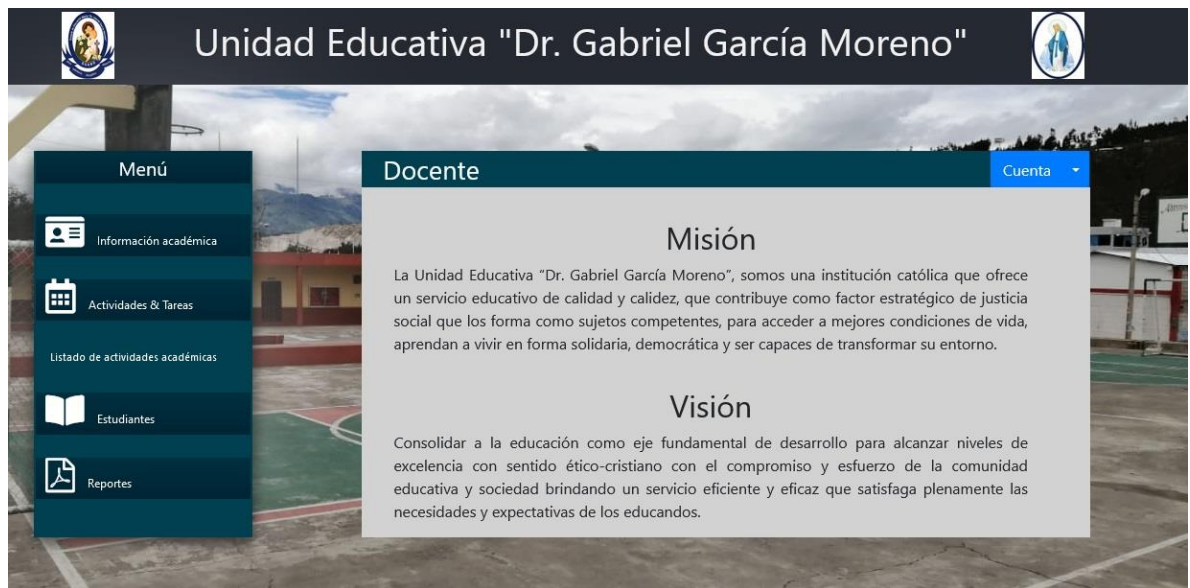 Unidad Educativa "Dr. Gabriel García Moreno"
Menú
Información académica
Actividades & Tareas
Listado de actividades académicas
Estudiantes
Reportes
Docente
Cuenta
Misión
La Unidad Educativa "Dr. Gabriel García Moreno", somos una institución católica que ofrece
un servicio educativo de calidad y calidez, que contribuye como factor estratégico de justicia
social que los forma como sujetos competentes, para acceder a mejores condiciones de vida,
aprendan a vivir en forma solidaria, democrática y ser capaces de transformar su entorno.
Visión
Consolidar a la educación como eje fundamental de desarrollo para alcanzar niveles de
excelencia con sentido ético-cristiano con el compromiso y esfuerzo de la comunidad
educativa y sociedad brindando un servicio eficiente y eficaz que satisfaga plenamente las
necesidades y expectativas de los educandos.